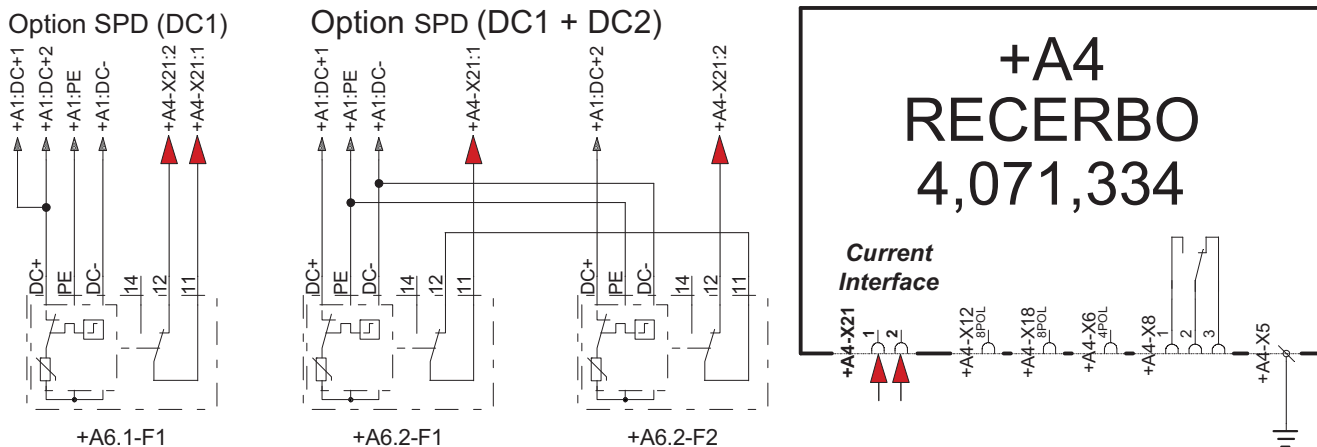 Option SPD (DC1)
+A1:DC+1
+A1:DC+2
+A1:PE
+A1:DC-
+A4-X21:2
+A4-X21:1
DC+
PE
DC-
14
12
11
+A6.1-F1
Option SPD (DC1 + DC2)
+A1:DC+1
+A1:PE
+A1:DC-
+A4-X21:1
+A1:DC+2
+A4-X21:2
DC+
PE
DC-
14
12
11
+A6.2-F1
DC+
PE
DC-
14
12
11
+A6.2-F2
+A4
RECERBO
4,071,334
Current
Interface
+A4-X21
1
2
+A4-X12
8POL
+A4-X18
8POL
+A4-X6
4POL
+A4-X8
1
2
3
+A4-X5